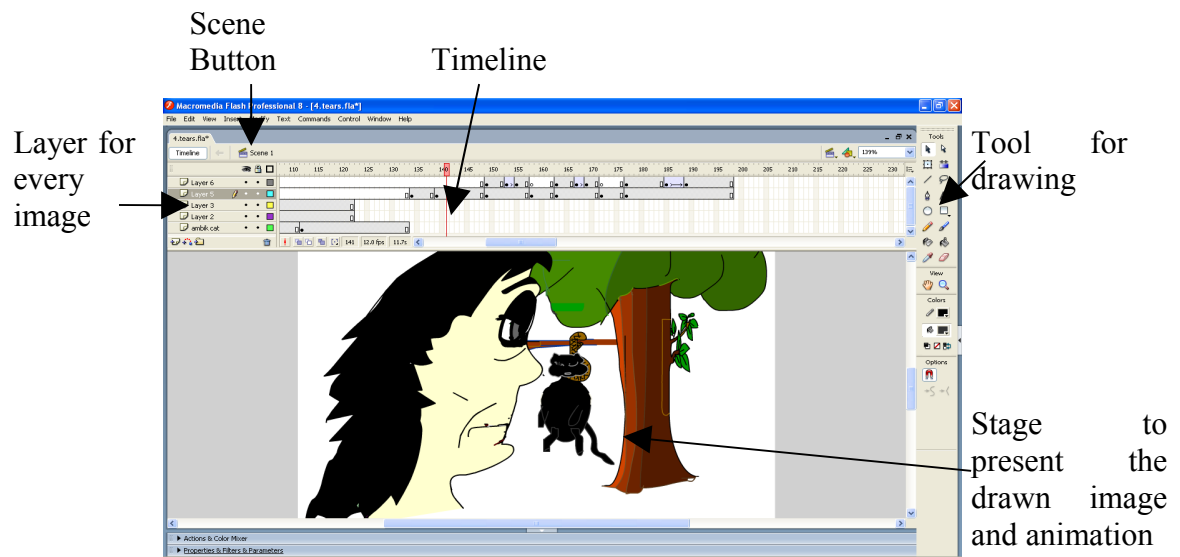 Scene
Button
Timeline
Layer for
every
image
Tool for
drawing
Stage to
present the
drawn image
and animation
Macromedia Flash Professional 8 - [4.tears.fla*]
File Edit View Insert Modify Text Commands Control Window Help
4.tears.fla*
Timeline Scene 1 139%
110 115 120 125 130 135 140 145 150 155 160 165 170 175 180 185 190 195 200 205 210 215 220 225 230
Layer 6
Layer 5
Layer 3
Layer 2
ambik cat
141 12.0 fps 11.7s
Tools
View
Colors
Options
Actions & Color Mixer
Properties & Filters & Parameters